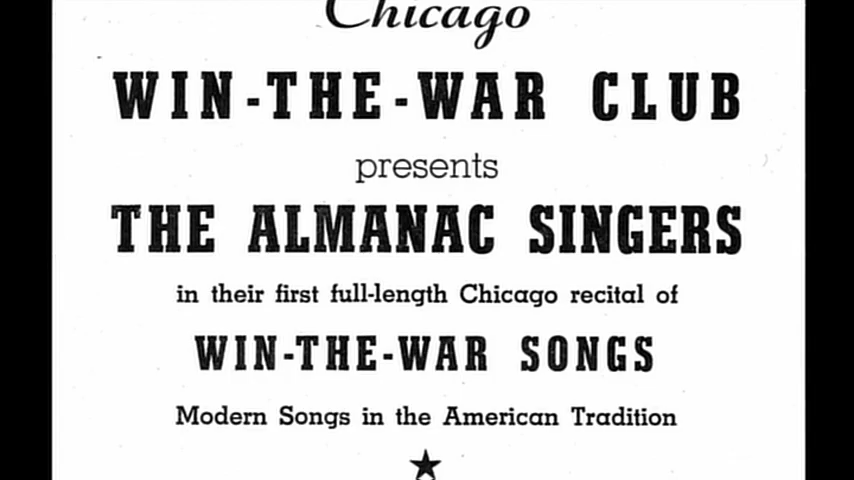 Chicago
WIN-THE-WAR CLUB
presents
THE ALMANAC SINGERS
in their first full-length Chicago recital of
WIN-THE-WAR SONGS
Modern Songs in the American Tradition